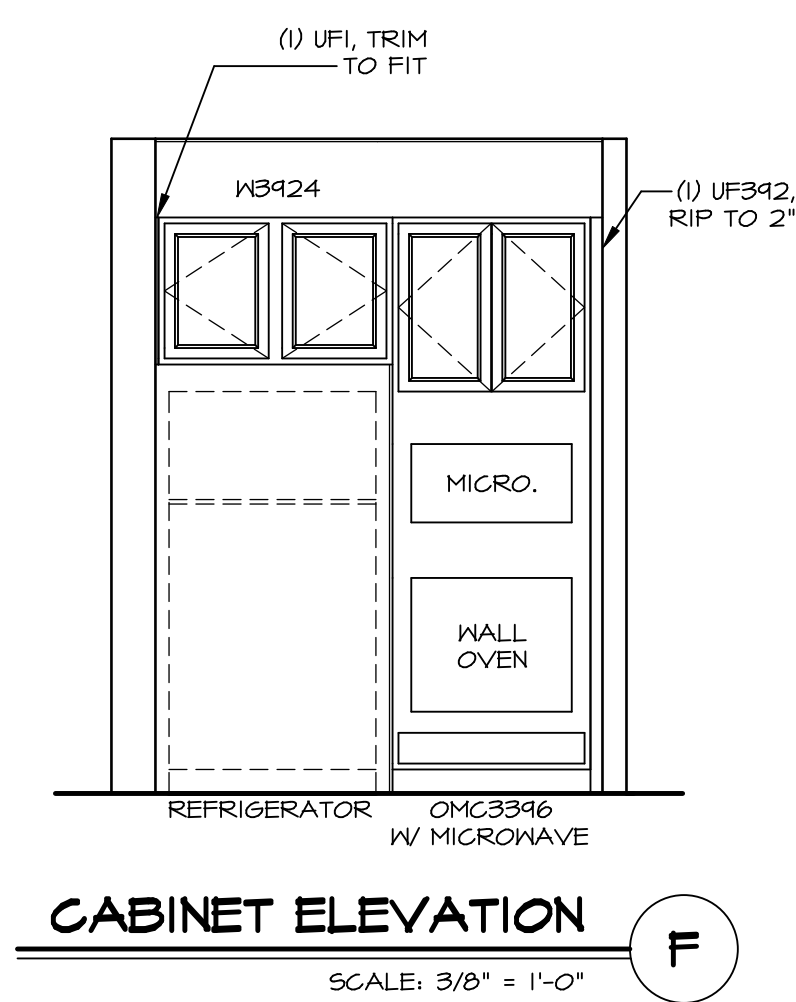 (1) UF1, TRIM
TO FIT
W3924
(1) UF392,
RIP TO 2"
MICRO.
WALL
OVEN
REFRIGERATOR
OMC3396
W/ MICROWAVE
CABINET ELEVATION
F
SCALE: 3/8" = 1'-0"